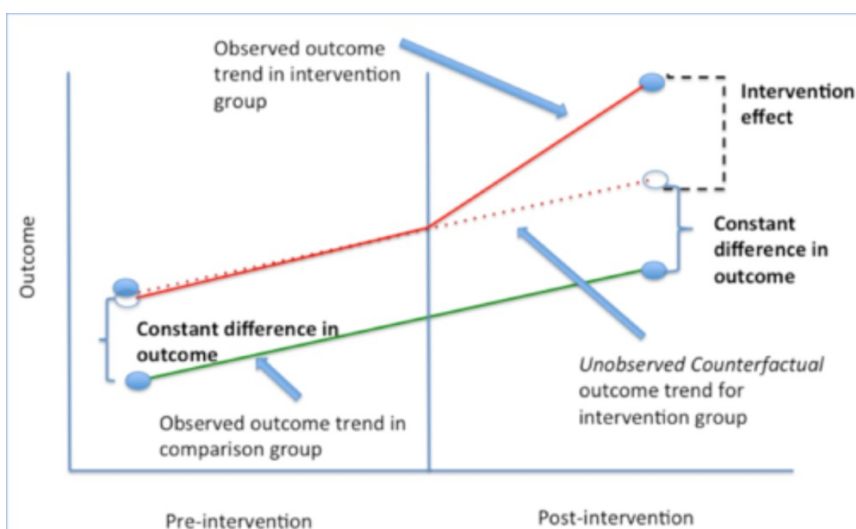 Observed outcome
trend in intervention
group
Intervention
effect
Outcome
Constant
difference in
outcome
Constant difference in
outcome
Unobserved Counterfactual
outcome trend for
intervention group
Observed outcome trend in
comparison group
Pre-intervention
Post-intervention